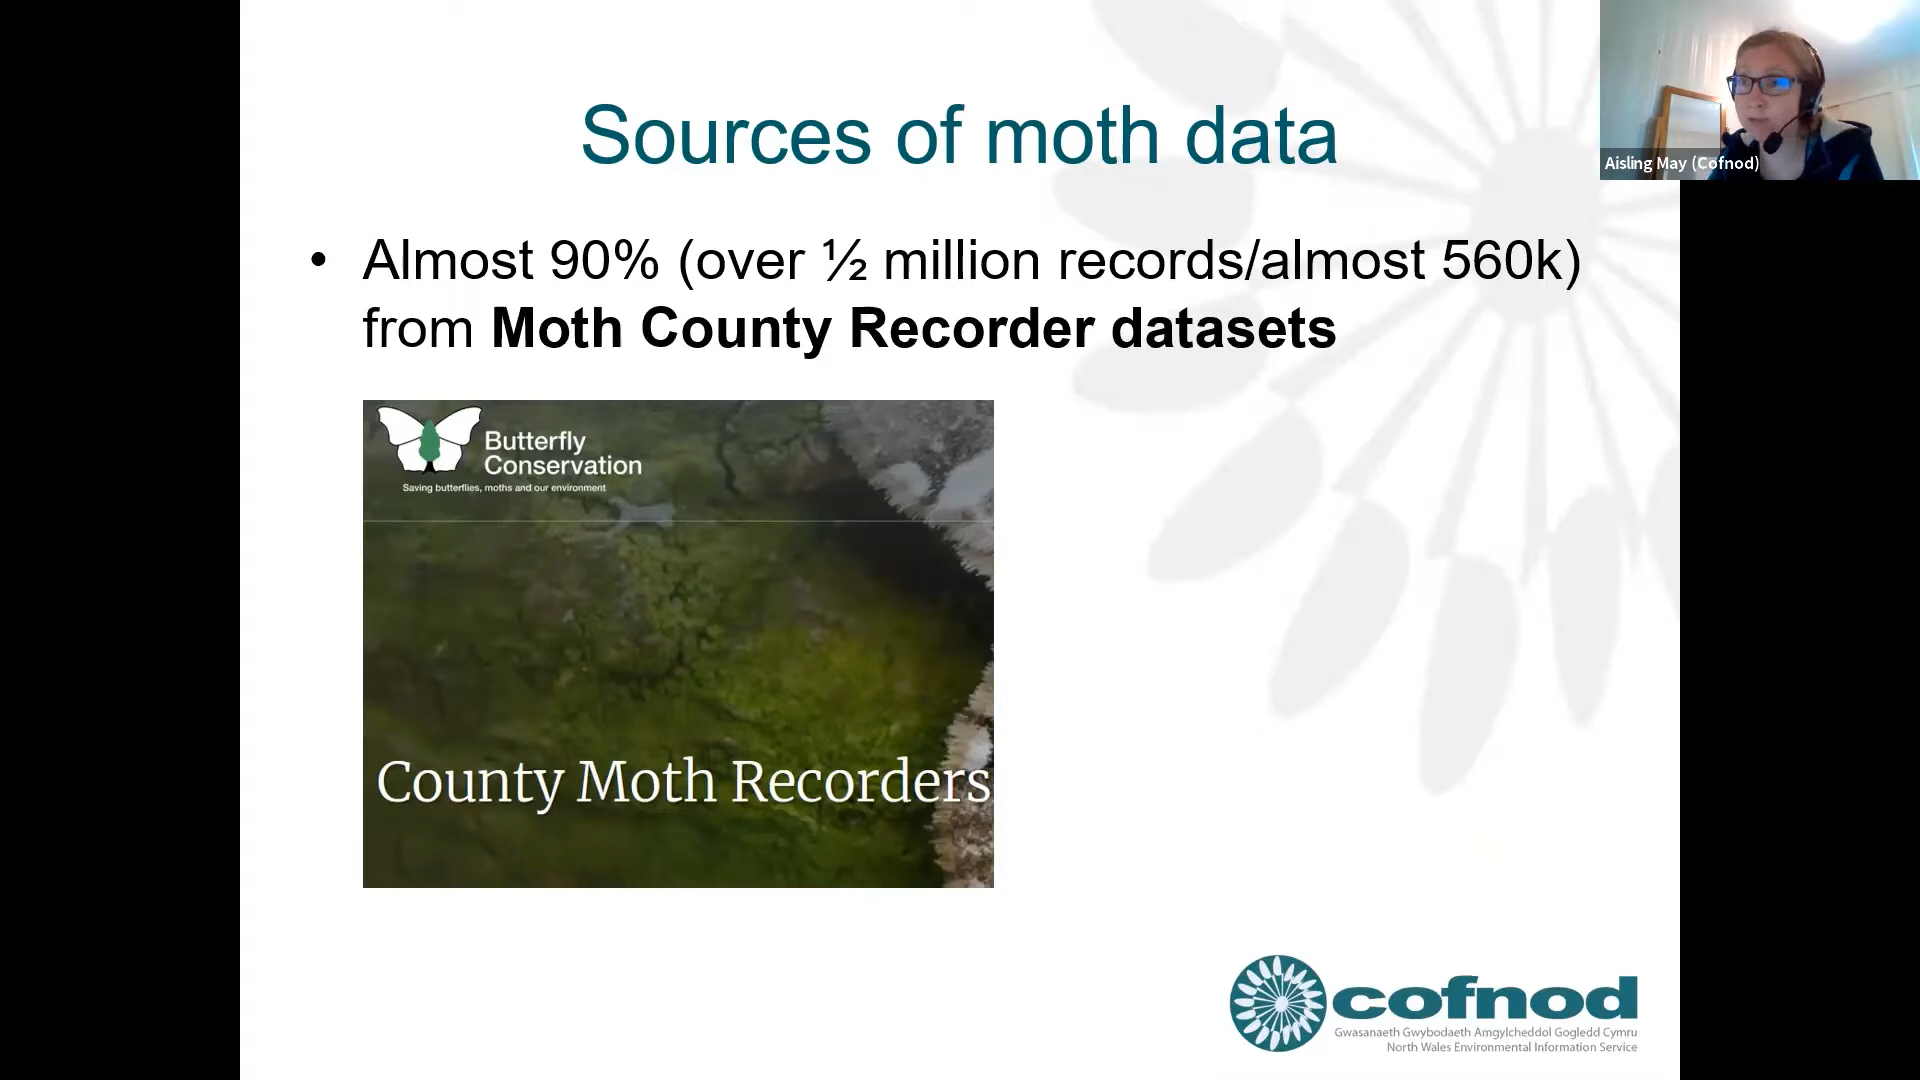 Sources of moth data
Aisling May (Cofnod)
• Almost 90% (over ½ million records/almost 560k)
from Moth County Recorder datasets
Butterfly
Conservation
Saving butterflies, moths and our environment
County Moth Recorders
cofnod
Gwasanaeth Gwybodaeth Amgylcheddol Gogledd Cymru
North Wales Environmental Information Service